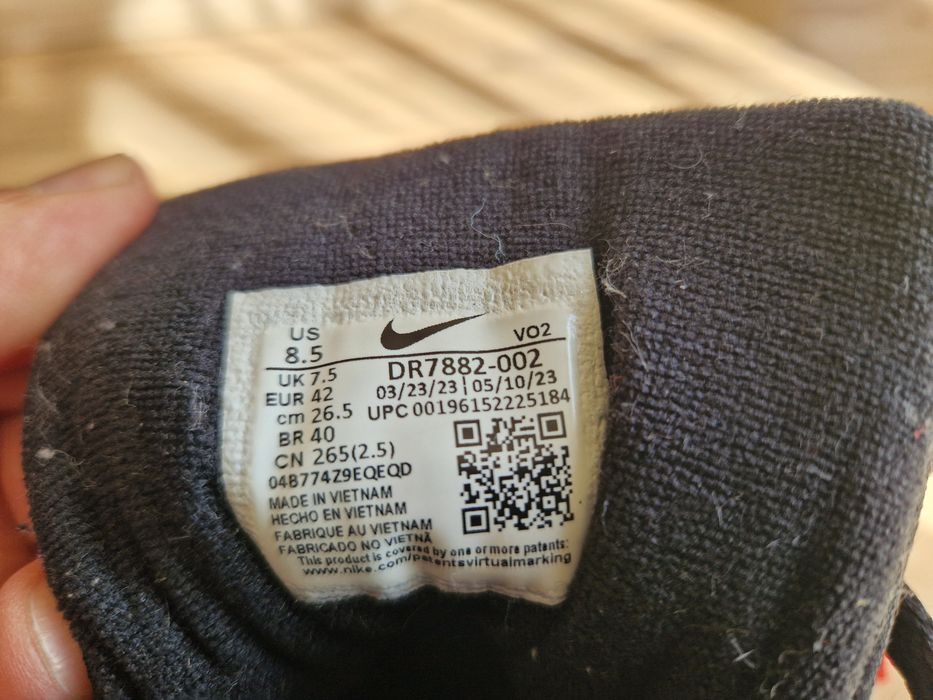 US
8.5
VO2
UK 7.5
EUR 42
cm 26.5
BR 40
CN 265(2.5)
DR7882-002
03/23/23 | 05/10/23
UPC 00196152225184
04B774Z9EQEQD
MADE IN VIETNAM
HECHO EN VIETNAM
FABRIQUE AU VIETNAM
FABRICADO NO VIETNÃ
This product is covered by one or more patents:
www.nike.com/patentsvirtualmarking